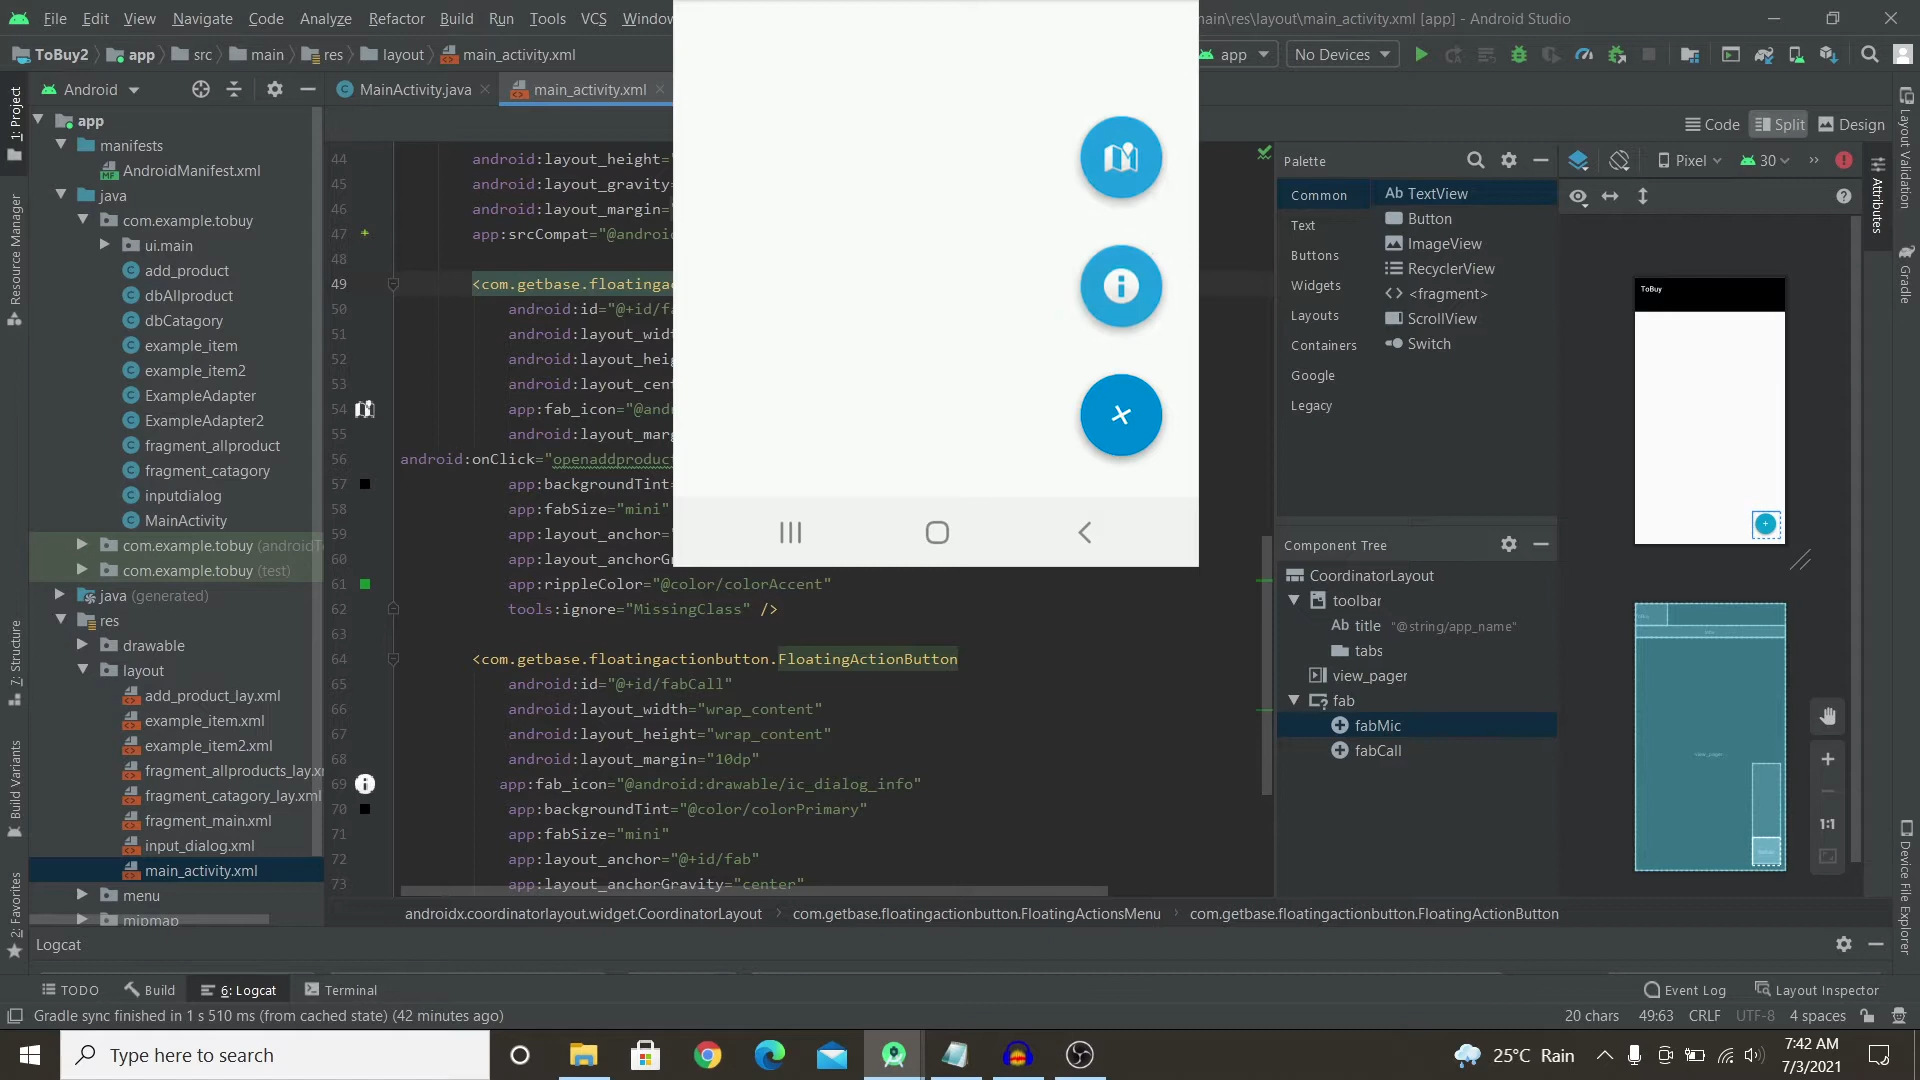 File Edit View Navigate Code Analyze Refactor Build Run Tools VCS Window main\res\layout\main_activity.xml [app] - Android Studio
ToBuy2 app src main res layout main_activity.xml app No Devices
Android MainActivity.java main_activity.xml
Code Split Design
1: Project
Resource Manager
7: Structure
Build Variants
2: Favorites
app
manifests
AndroidManifest.xml
java
com.example.tobuy
ui.main
add_product
dbAllproduct
dbCatagory
example_item
example_item2
ExampleAdapter
ExampleAdapter2
fragment_allproduct
fragment_catagory
inputdialog
MainActivity
com.example.tobuy (androidT
com.example.tobuy (test)
java (generated)
res
drawable
layout
add_product_lay.xml
example_item.xml
example_item2.xml
fragment_allproducts_lay.x
fragment_catagory_lay.xml
fragment_main.xml
input_dialog.xml
main_activity.xml
menu
mipmap
44 android:layout_height=
45 android:layout_gravity=
46 android:layout_margin=
47 app:srcCompat="@androi
48
49 <com.getbase.floatingac
50 android:id="@+id/fa
51 android:layout_wid
52 android:layout_hei
53 android:layout_cen
54 app:fab_icon="@and
55 android:layout_mar
56 android:onClick="openaddproduct
57 app:backgroundTint
58 app:fabSize="mini"
59 app:layout_anchor=
60 app:layout_anchorG
61 app:rippleColor="@color/colorAccent"
62 tools:ignore="MissingClass" />
63
64 <com.getbase.floatingactionbutton.FloatingActionButton
65 android:id="@+id/fabCall"
66 android:layout_width="wrap_content"
67 android:layout_height="wrap_content"
68 android:layout_margin="10dp"
69 app:fab_icon="@android:drawable/ic_dialog_info"
70 app:backgroundTint="@color/colorPrimary"
71 app:fabSize="mini"
72 app:layout_anchor="@+id/fab"
73 app:layout_anchorGravity="center"
androidx.coordinatorlayout.widget.CoordinatorLayout com.getbase.floatingactionbutton.FloatingActionsMenu com.getbase.floatingactionbutton.FloatingActionButton
Palette
Common
Text
Buttons
Widgets
Layouts
Containers
Google
Legacy
Ab TextView
Button
ImageView
RecyclerView
<fragment>
ScrollView
Switch
Component Tree
CoordinatorLayout
toolbar
Ab title "@string/app_name"
tabs
view_pager
fab
fabMic
fabCall
Pixel 30
ToBuy
1:1
Attributes
Layout Validation
Gradle
Device File Explorer
Logcat
TODO Build 6: Logcat Terminal Event Log Layout Inspector
Gradle sync finished in 1 s 510 ms (from cached state) (42 minutes ago) 20 chars 49:63 CRLF UTF-8 4 spaces
Type here to search 25°C Rain 7:42 AM
7/3/2021